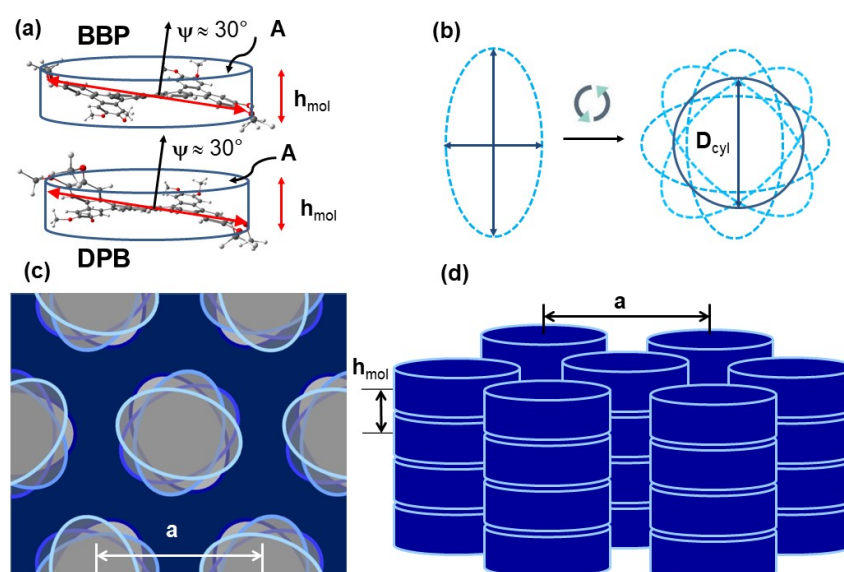 (a)
BBP
ψ ≈ 30°
A
h mol
ψ ≈ 30°
A
h mol
DPB
(b)
D cyl
(c)
a
(d)
a
h mol